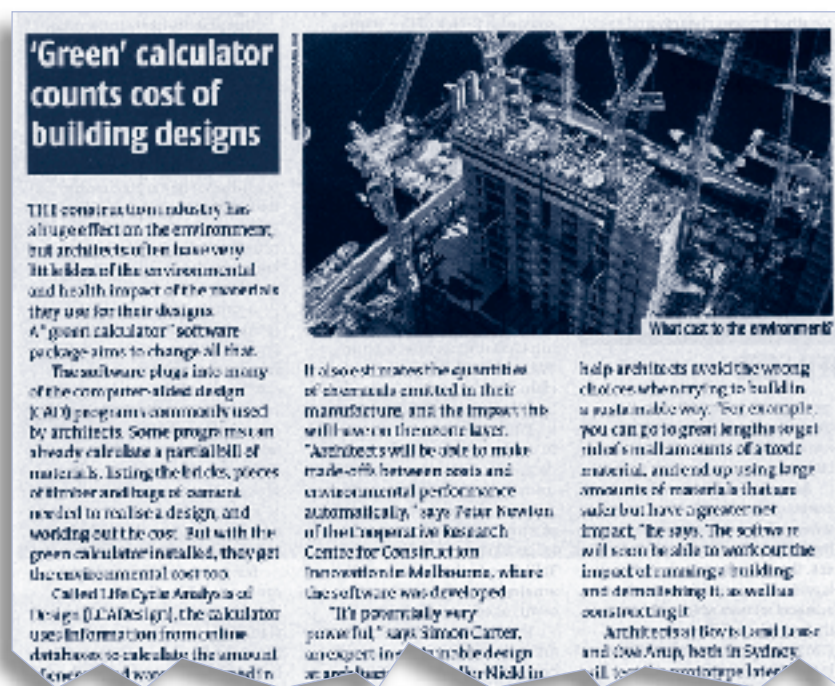 'Green' calculator
counts cost of
building designs
THE construction industry has
a huge effect on the environment,
but architects often have very
little idea of the environmental
and health impact of the materials
they use for their designs.
A "green calculator" software
package aims to change all that.
The software plugs into many
of the computer-aided design
(CAD) programs commonly used
by architects. Some programs can
already calculate a partial bill of
materials, listing the bricks, pieces
of timber and bags of cement
needed to realise a design, and
working out the cost. But with the
green calculator installed, they get
the environmental cost too.
Called Life Cycle Analysis of
Design (LCADesign), the calculator
uses information from online
databases to calculate the amount
What cost to the environment?
It also estimates the quantities
of chemicals emitted in their
manufacture, and the impact this
will have on the ozone layer.
"Architects will be able to make
trade-offs between costs and
environmental performance
automatically," says Peter Newton
of the Cooperative Research
Centre for Construction
Innovation in Melbourne, where
the software was developed.
"It's potentially very
powerful," says Simon Carter,
an expert in sustainable design
at
help architects avoid the wrong
choices when trying to build in
a sustainable way. "For example,
you can go to great lengths to get
rid of small amounts of a toxic
material, and end up using large
amounts of materials that are
safer but have a greater net
impact," he says. The software
will soon be able to work out the
impact of running a building
and demolishing it, as well as
constructing it.
Architects at Bovis Lend Lease
and Ove Arup, both in Sydney,
will test the prototype later